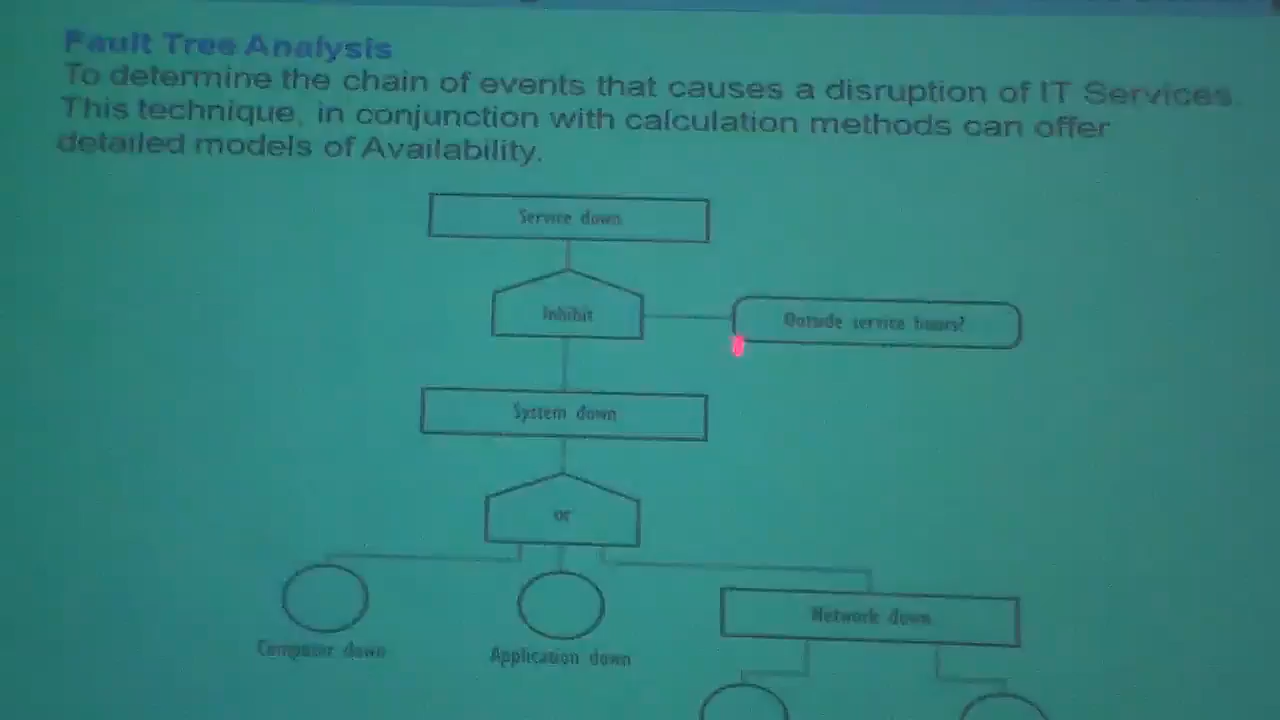 Fault Tree Analysis
To determine the chain of events that causes a disruption of IT Services.
This technique, in conjunction with calculation methods can offer
detailed models of Availability.
Service down
Inhibit
Outside service hours?
System down
or
Network down
Computer down
Application down